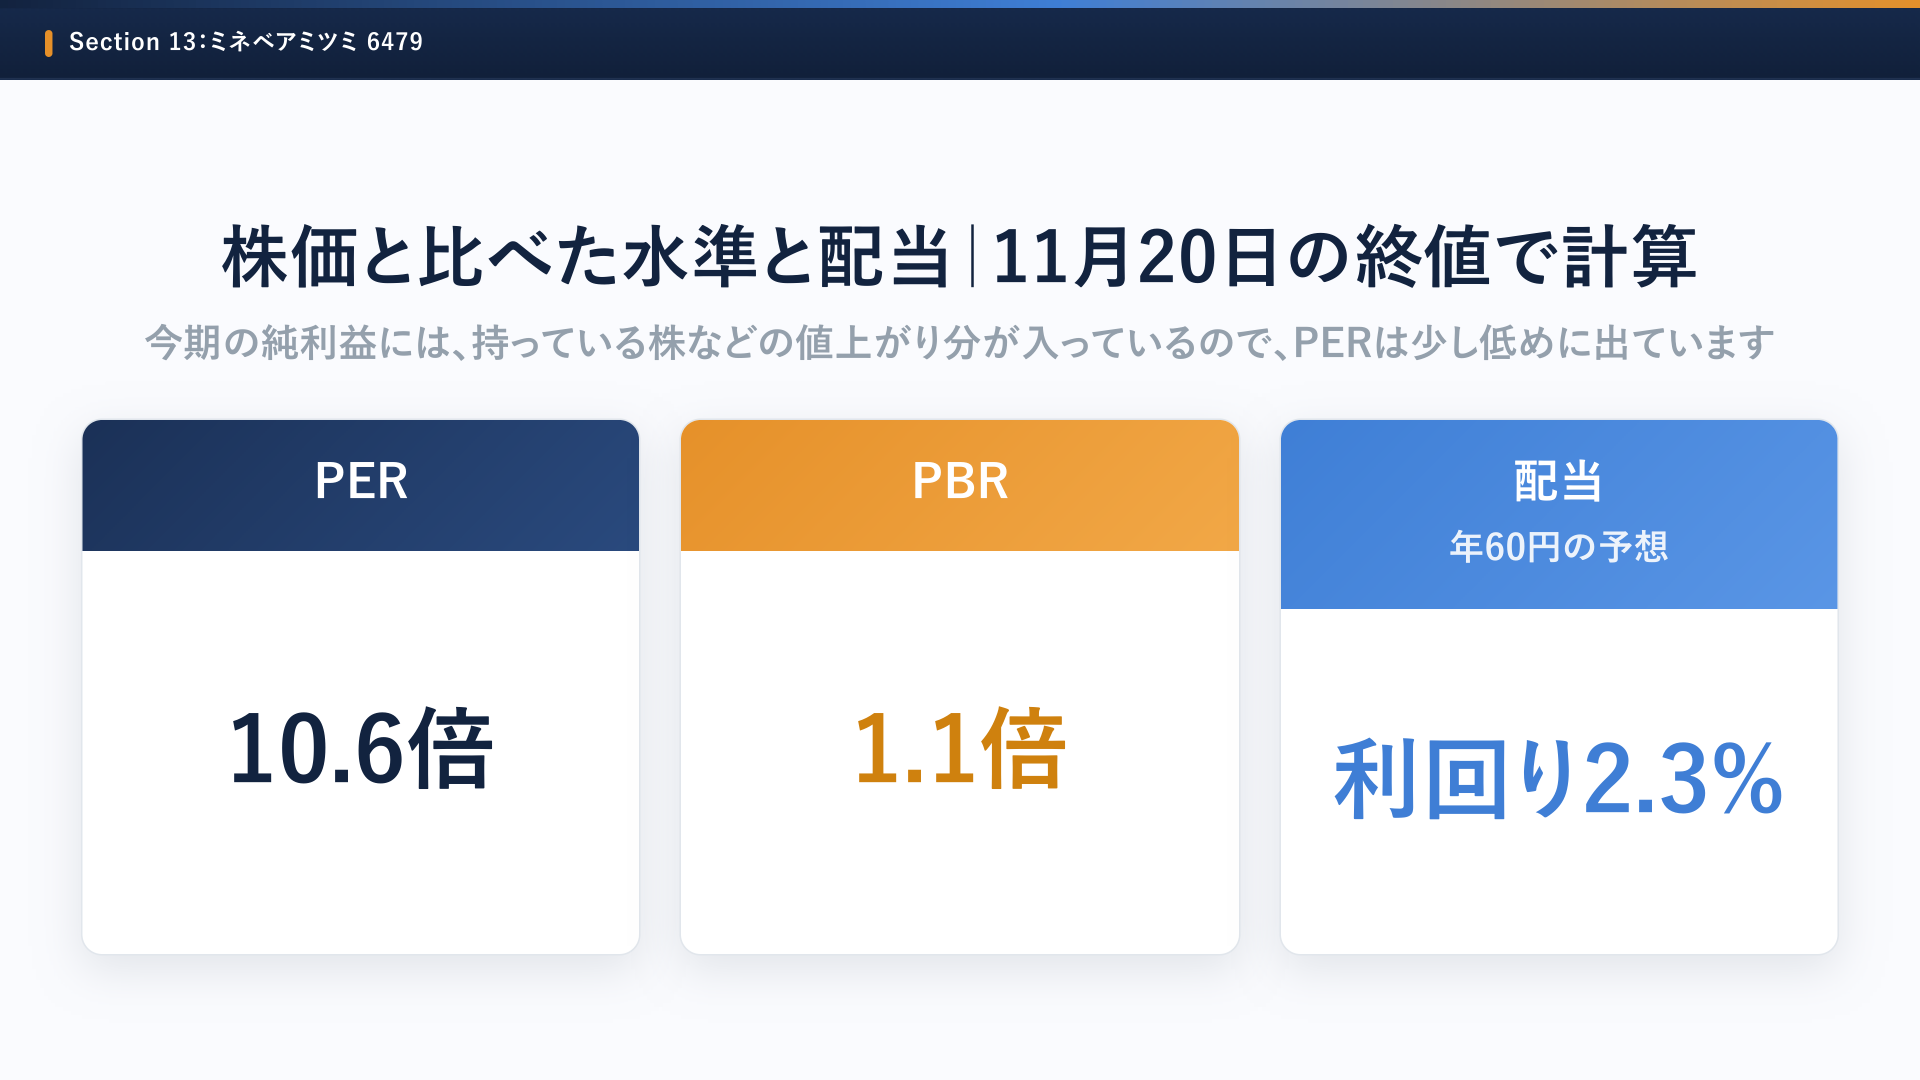 Section 13：ミネベアミツミ 6479
株価と比べた水準と配当｜11月20日の終値で計算
今期の純利益には、持っている株などの値上がり分が入っているので、PERは少し低めに出ています
PER
10.6倍
PBR
1.1倍
配当
年60円の予想
利回り2.3%